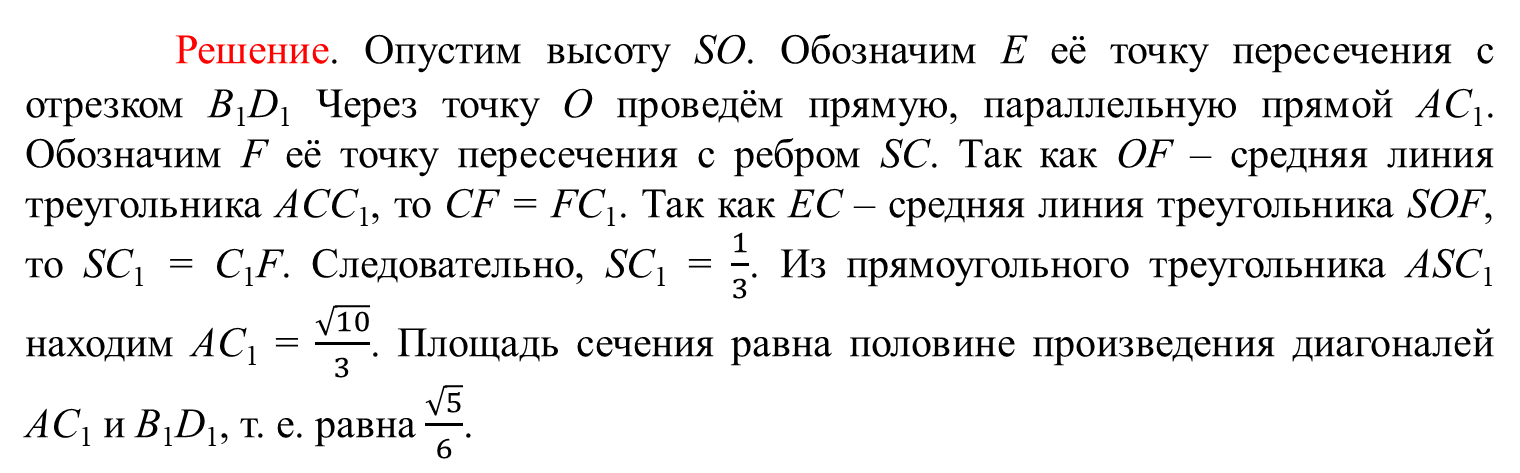 Решение. Опустим высоту SO. Обозначим E её точку пересечения с
отрезком B₁D₁ Через точку O проведём прямую, параллельную прямой AC₁.
Обозначим F её точку пересечения с ребром SC. Так как OF – средняя линия
треугольника ACC₁, то CF = FC₁. Так как EC – средняя линия треугольника SOF,
то SC₁ = C₁F. Следовательно, SC₁ = 1/3. Из прямоугольного треугольника ASC₁
находим AC₁ = √10/3. Площадь сечения равна половине произведения диагоналей
AC₁ и B₁D₁, т. е. равна √5/6.